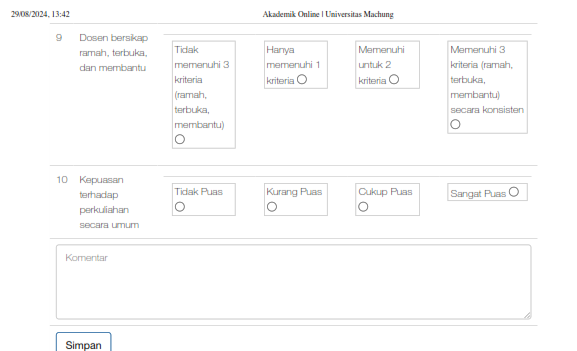 29/08/2024, 13:42 Akademik Online | Universitas Machung
9 Dosen bersikap
ramah, terbuka,
dan membantu
Tidak
memenuhi 3
kriteria
(ramah,
terbuka,
membantu)
Hanya
memenuhi 1
kriteria
Memenuhi
untuk 2
kriteria
Memenuhi 3
kriteria (ramah,
terbuka,
membantu)
secara konsisten
10 Kepuasan
terhadap
perkuliahan
secara umum
Tidak Puas
Kurang Puas
Cukup Puas
Sangat Puas
Komentar
Simpan